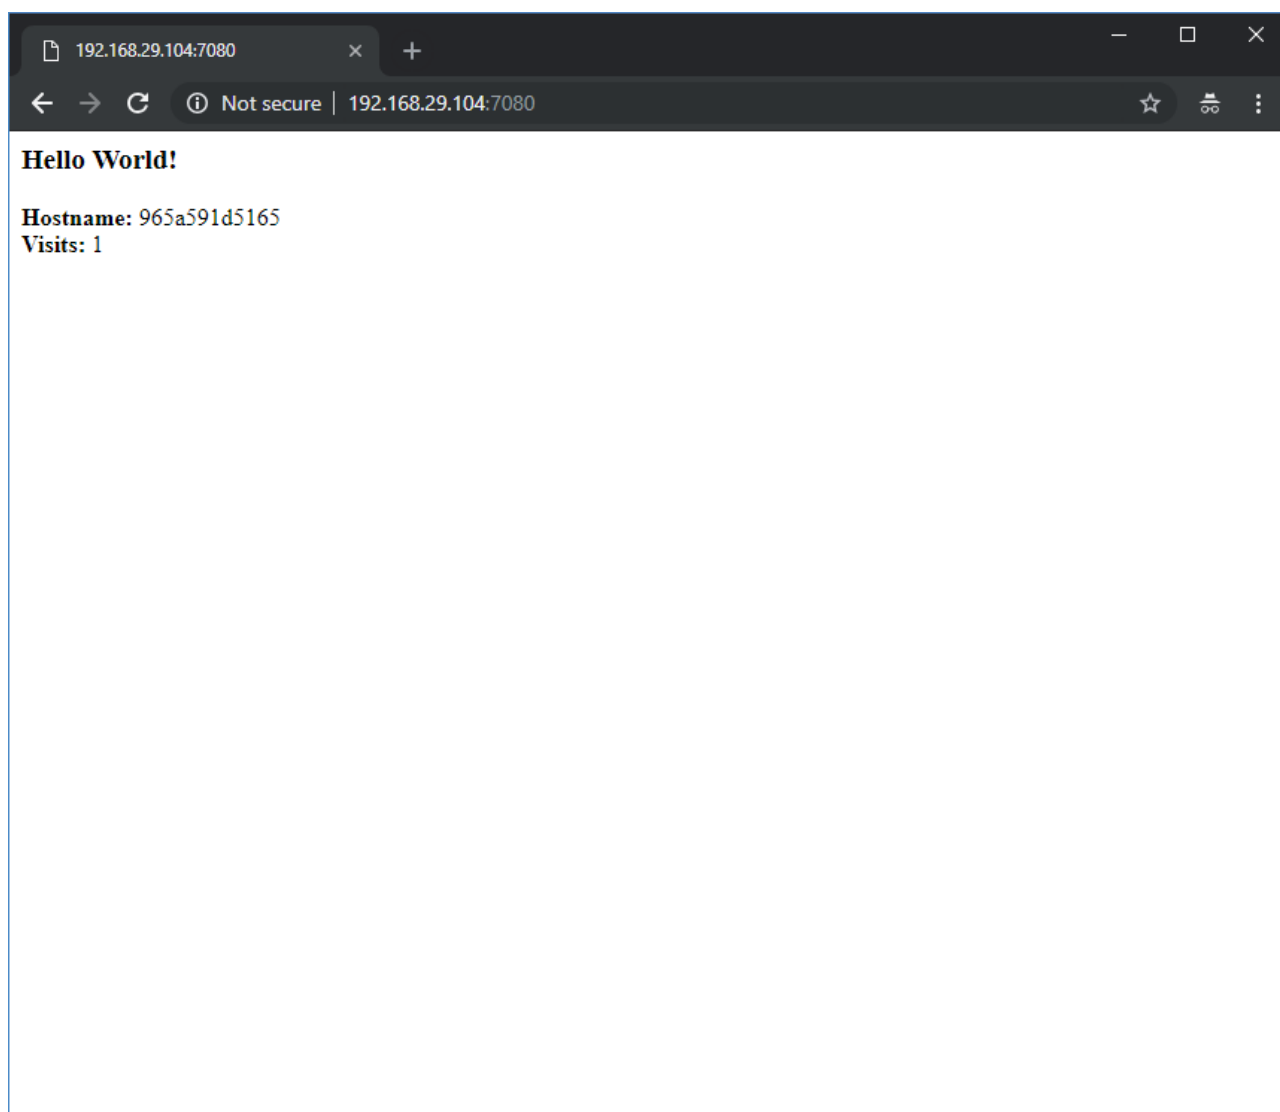 192.168.29.104:7080
Not secure | 192.168.29.104:7080
Hello World!
Hostname: 965a591d5165
Visits: 1